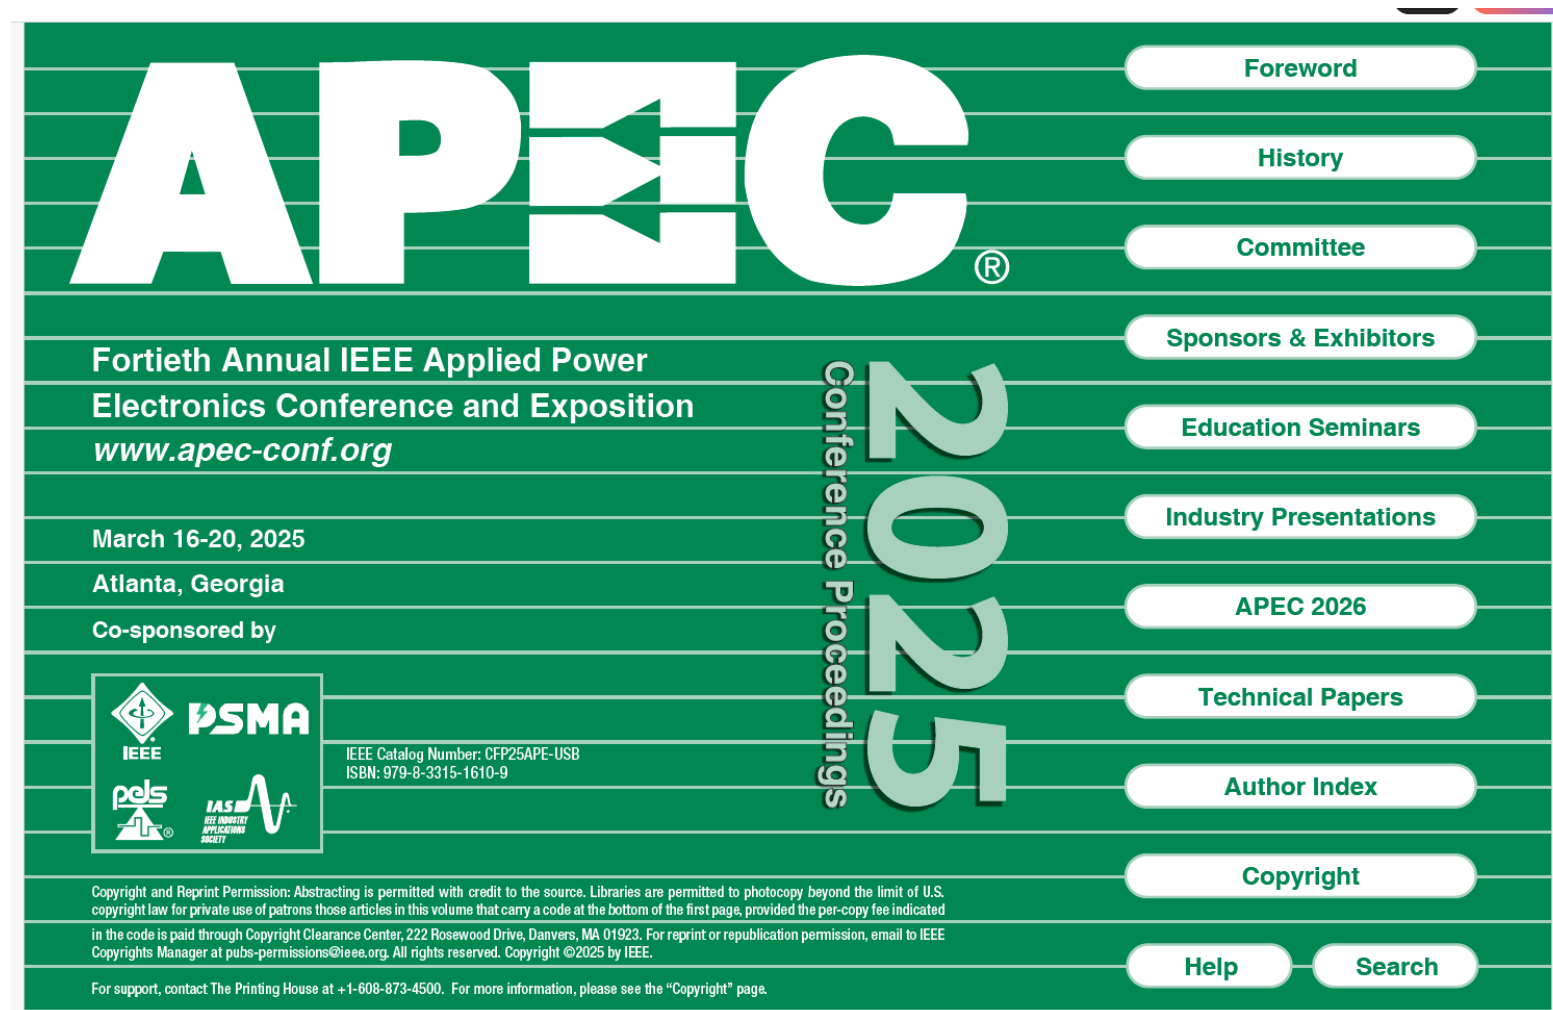 APEC®
Fortieth Annual IEEE Applied Power
Electronics Conference and Exposition
www.apec-conf.org
March 16-20, 2025
Atlanta, Georgia
Co-sponsored by
IEEE
PSMA
pels
®
IAS
IEEE INDUSTRY
APPLICATIONS
SOCIETY
IEEE Catalog Number: CFP25APE-USB
ISBN: 979-8-3315-1610-9
2025
Conference Proceedings
Copyright and Reprint Permission: Abstracting is permitted with credit to the source. Libraries are permitted to photocopy beyond the limit of U.S.
copyright law for private use of patrons those articles in this volume that carry a code at the bottom of the first page, provided the per-copy fee indicated
in the code is paid through Copyright Clearance Center, 222 Rosewood Drive, Danvers, MA 01923. For reprint or republication permission, email to IEEE
Copyrights Manager at pubs-permissions@ieee.org. All rights reserved. Copyright ©2025 by IEEE.
For support, contact The Printing House at +1-608-873-4500. For more information, please see the “Copyright” page.
Foreword
History
Committee
Sponsors & Exhibitors
Education Seminars
Industry Presentations
APEC 2026
Technical Papers
Author Index
Copyright
Help
Search